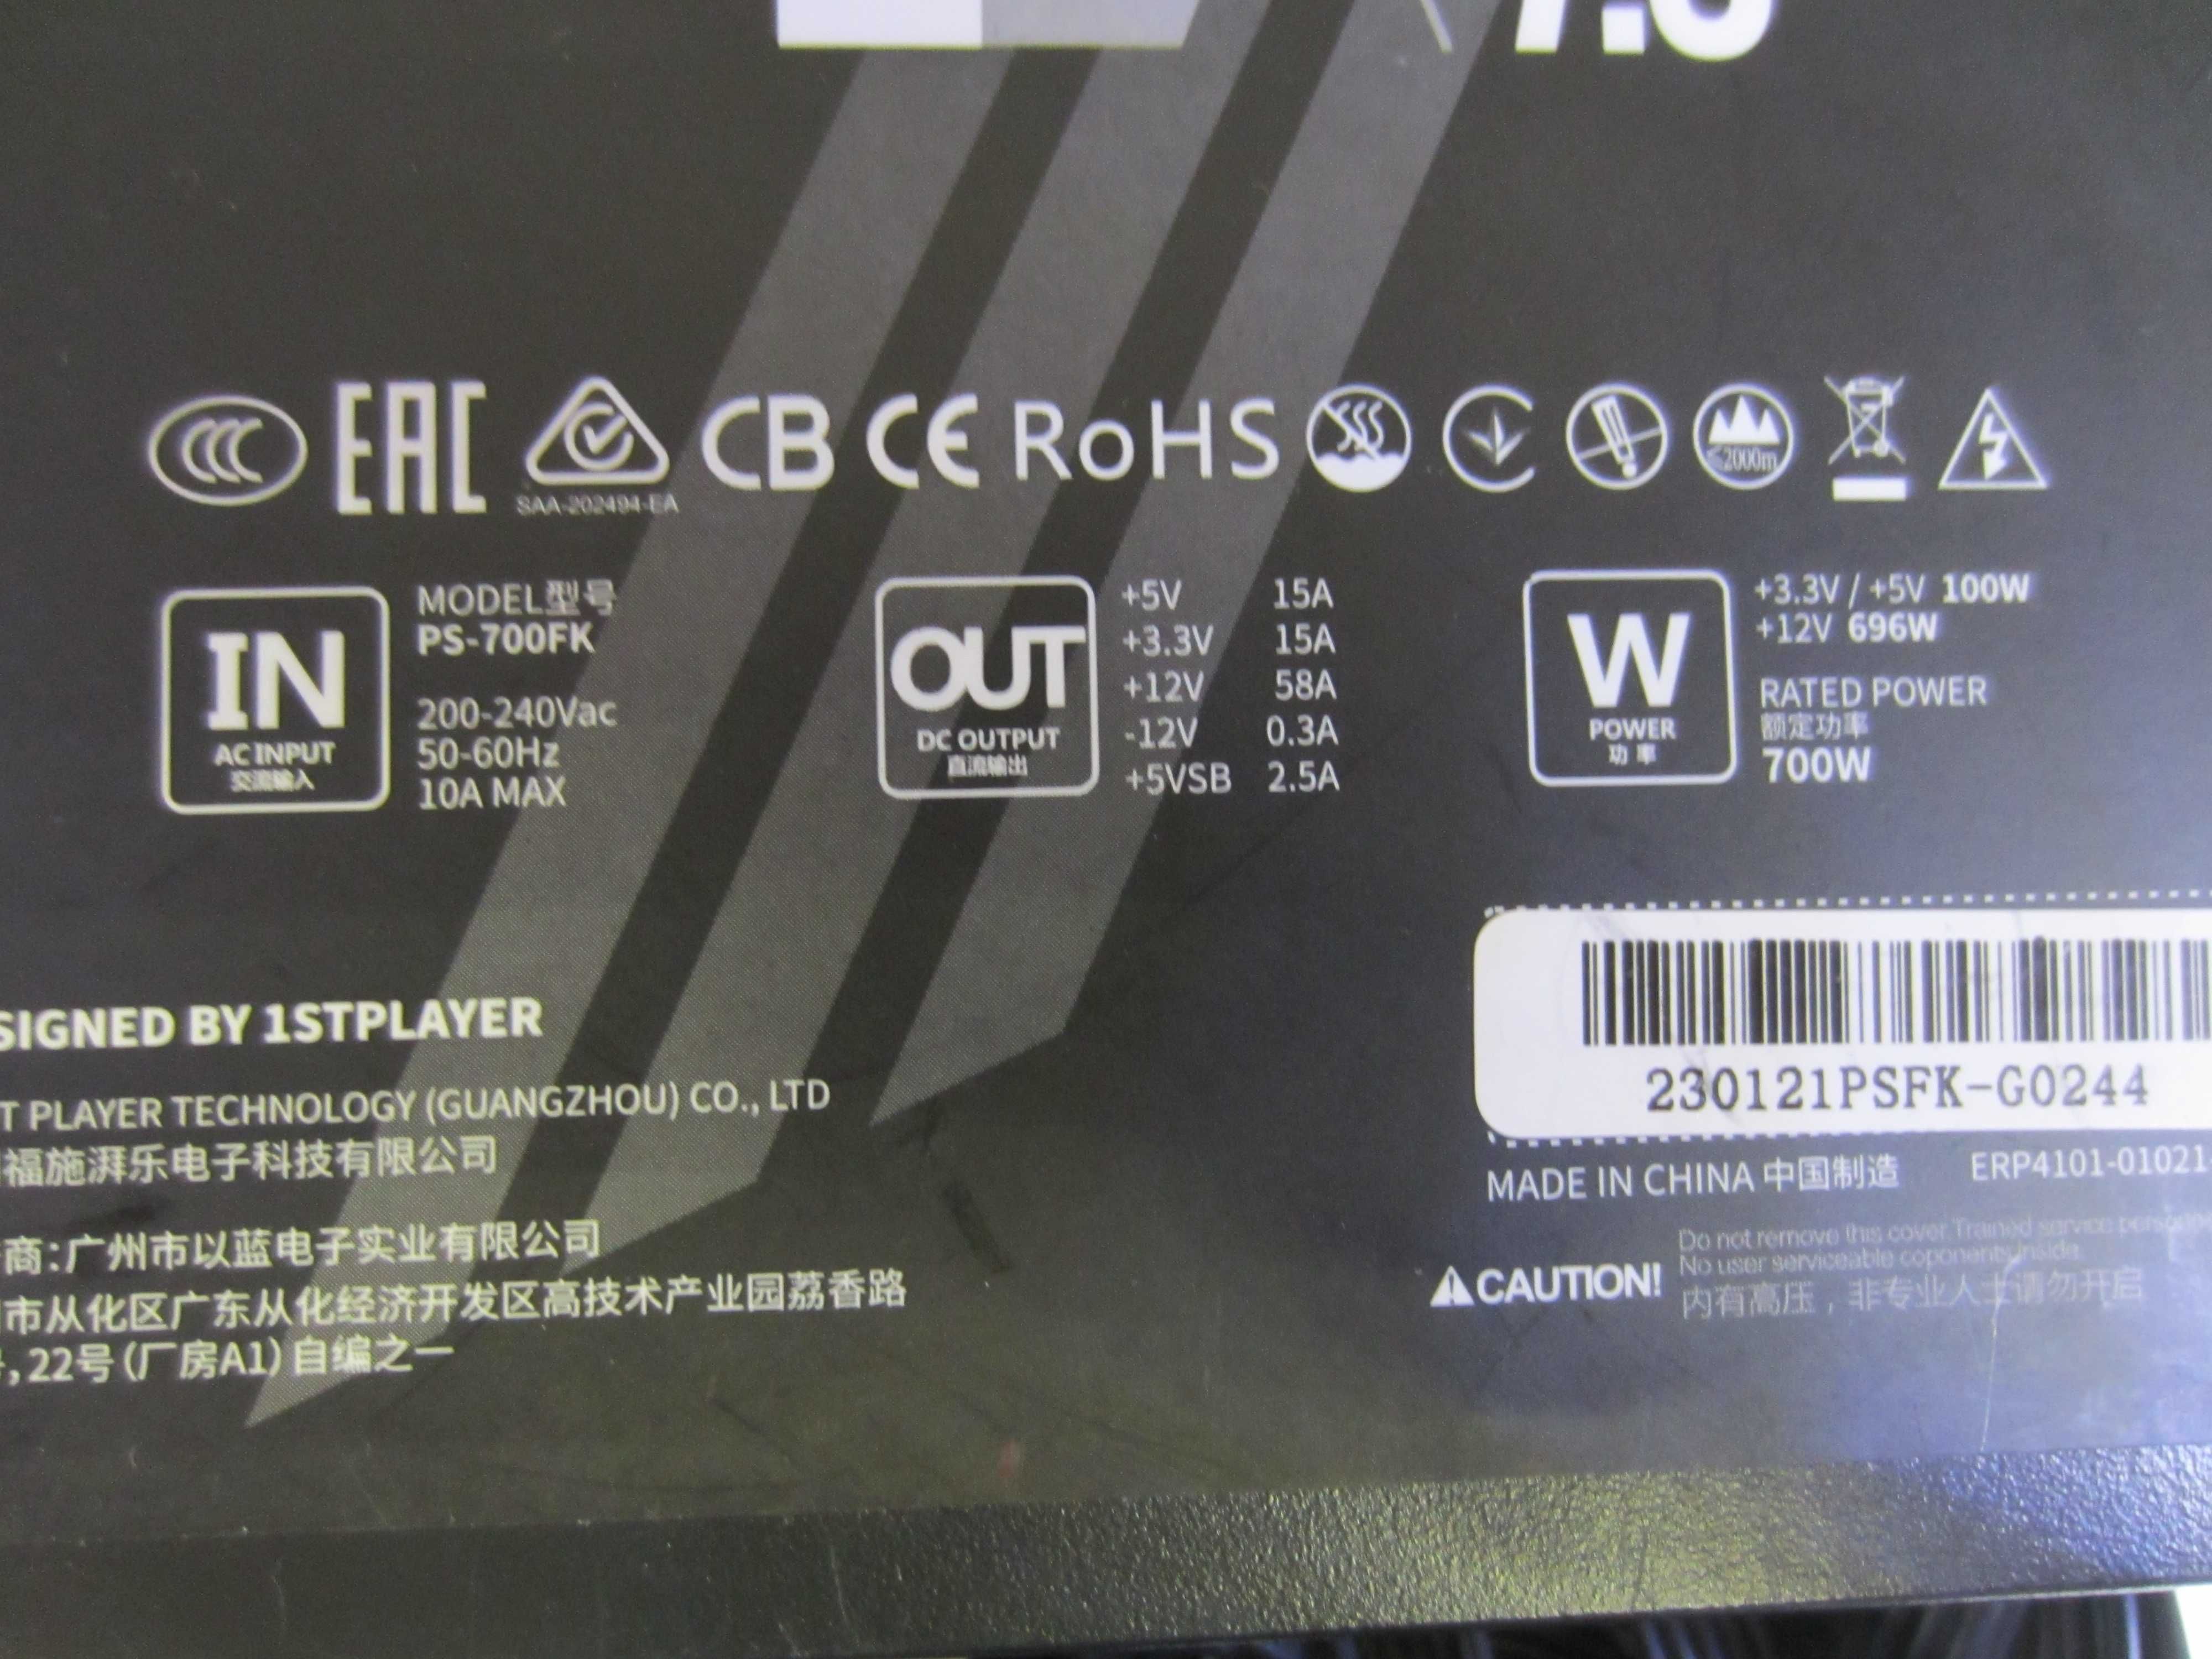 7.0
CCC EAC CB CE RoHS ≤2000m
SAA-202494-EA
IN
AC INPUT
交流输入
MODEL型号
PS-700FK
200-240Vac
50-60Hz
10A MAX
OUT
DC OUTPUT
直流输出
+5V 15A
+3.3V 15A
+12V 58A
-12V 0.3A
+5VSB 2.5A
W
POWER
功率
+3.3V / +5V 100W
+12V 696W
RATED POWER
额定功率
700W
SIGNED BY 1STPLAYER
T PLAYER TECHNOLOGY (GUANGZHOU) CO., LTD
福施湃乐电子科技有限公司
商:广州市以蓝电子实业有限公司
市从化区广东从化经济开发区高技术产业园荔香路
,22号(厂房A1)自编之一
230121PSFK-G0244
MADE IN CHINA 中国制造 ERP4101-01021-
CAUTION!
Do not remove this cover. Trained service person
No user serviceable coponents inside.
内有高压，非专业人士请勿开启